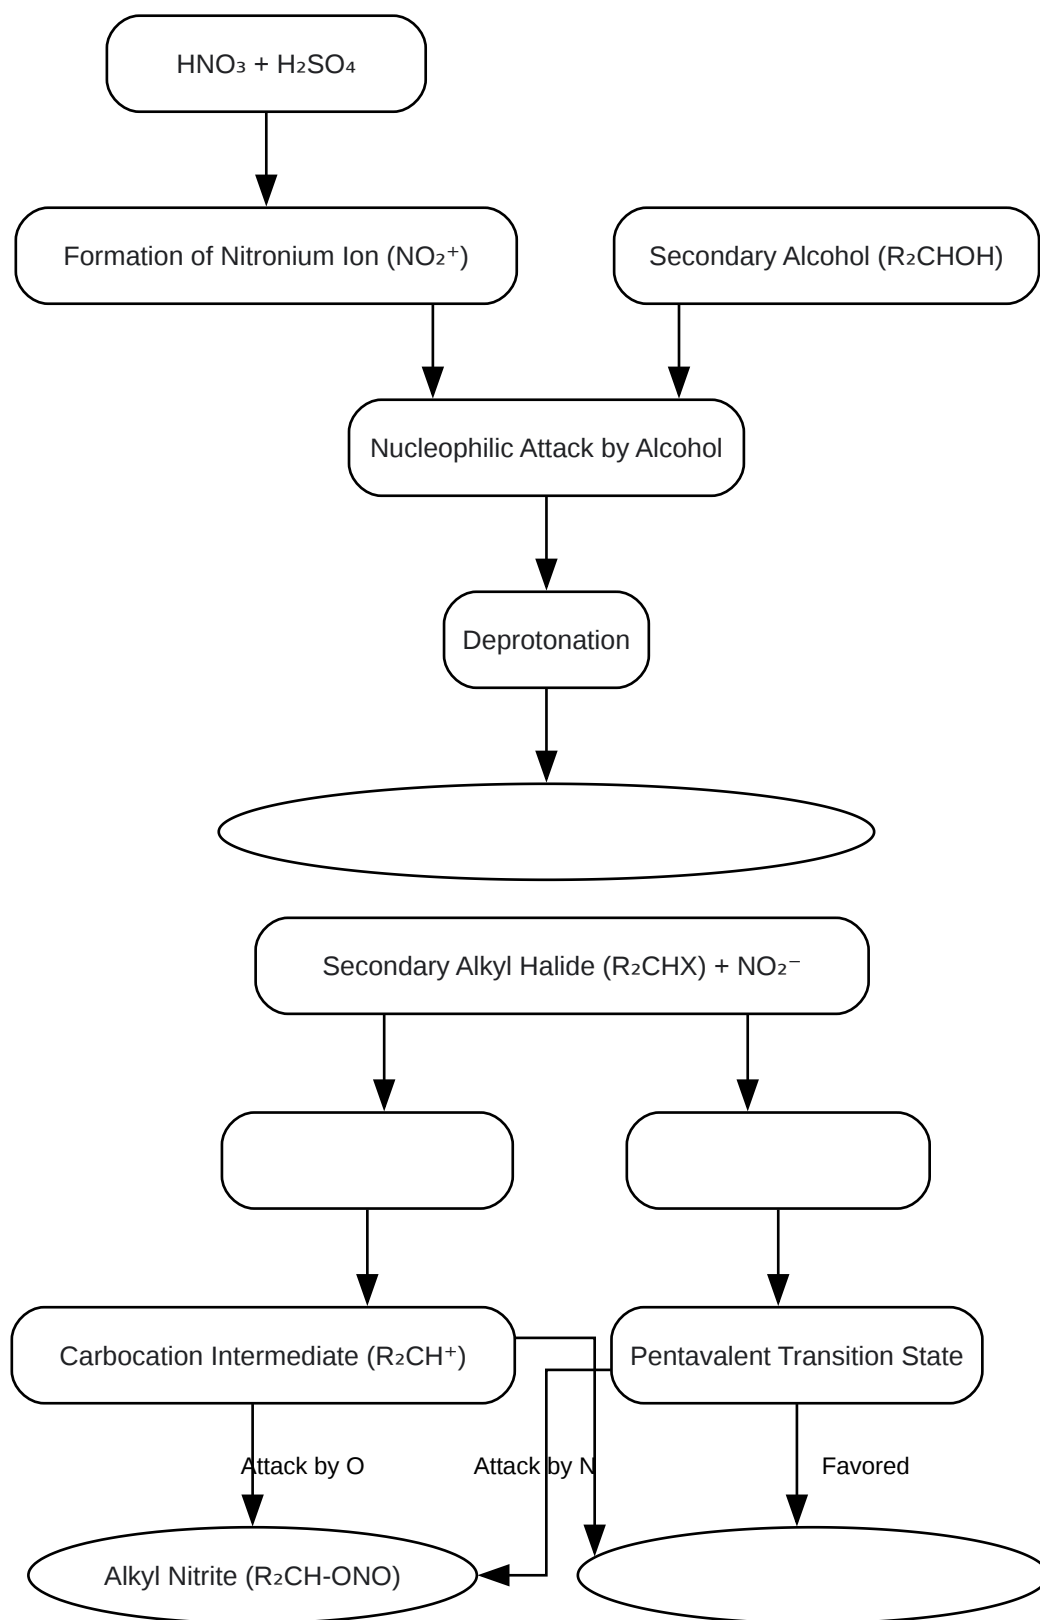 HNO₃ + H₂SO₄
Formation of Nitronium Ion (NO₂⁺)
Secondary Alcohol (R₂CHOH)
Nucleophilic Attack by Alcohol
Deprotonation
Secondary Alkyl Halide (R₂CHX) + NO₂⁻
Carbocation Intermediate (R₂CH⁺)
Pentavalent Transition State
Attack by O
Attack by N
Favored
Alkyl Nitrite (R₂CH-ONO)